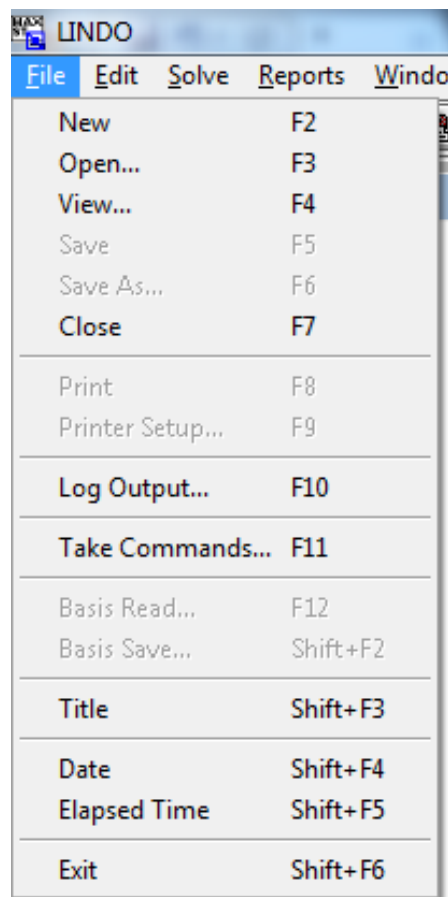 LINDO
File Edit Solve Reports Windo
New F2
Open... F3
View... F4
Save F5
Save As... F6
Close F7
Print F8
Printer Setup... F9
Log Output... F10
Take Commands... F11
Basis Read... F12
Basis Save... Shift+F2
Title Shift+F3
Date Shift+F4
Elapsed Time Shift+F5
Exit Shift+F6